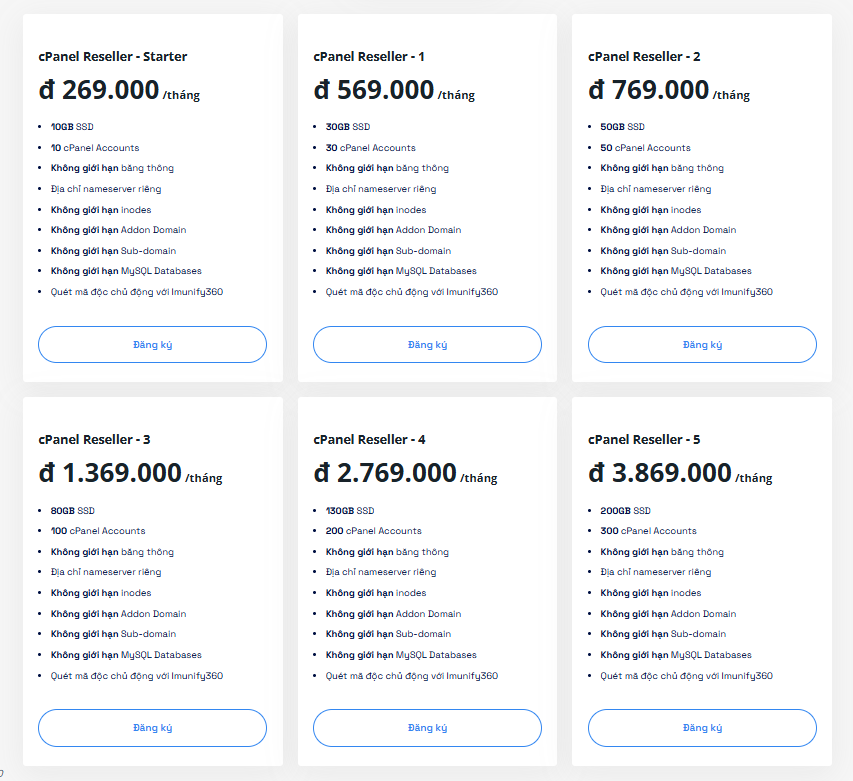 cPanel Reseller - Starter
đ 269.000 /tháng
10GB SSD
10 cPanel Accounts
Không giới hạn băng thông
Địa chỉ nameserver riêng
Không giới hạn inodes
Không giới hạn Addon Domain
Không giới hạn Sub-domain
Không giới hạn MySQL Databases
Quét mã độc chủ động với Imunify360
Đăng ký
cPanel Reseller - 1
đ 569.000 /tháng
30GB SSD
30 cPanel Accounts
Không giới hạn băng thông
Địa chỉ nameserver riêng
Không giới hạn inodes
Không giới hạn Addon Domain
Không giới hạn Sub-domain
Không giới hạn MySQL Databases
Quét mã độc chủ động với Imunify360
Đăng ký
cPanel Reseller - 2
đ 769.000 /tháng
50GB SSD
50 cPanel Accounts
Không giới hạn băng thông
Địa chỉ nameserver riêng
Không giới hạn inodes
Không giới hạn Addon Domain
Không giới hạn Sub-domain
Không giới hạn MySQL Databases
Quét mã độc chủ động với Imunify360
Đăng ký
cPanel Reseller - 3
đ 1.369.000 /tháng
80GB SSD
100 cPanel Accounts
Không giới hạn băng thông
Địa chỉ nameserver riêng
Không giới hạn inodes
Không giới hạn Addon Domain
Không giới hạn Sub-domain
Không giới hạn MySQL Databases
Quét mã độc chủ động với Imunify360
Đăng ký
cPanel Reseller - 4
đ 2.769.000 /tháng
130GB SSD
200 cPanel Accounts
Không giới hạn băng thông
Địa chỉ nameserver riêng
Không giới hạn inodes
Không giới hạn Addon Domain
Không giới hạn Sub-domain
Không giới hạn MySQL Databases
Quét mã độc chủ động với Imunify360
Đăng ký
cPanel Reseller - 5
đ 3.869.000 /tháng
200GB SSD
300 cPanel Accounts
Không giới hạn băng thông
Địa chỉ nameserver riêng
Không giới hạn inodes
Không giới hạn Addon Domain
Không giới hạn Sub-domain
Không giới hạn MySQL Databases
Quét mã độc chủ động với Imunify360
Đăng ký